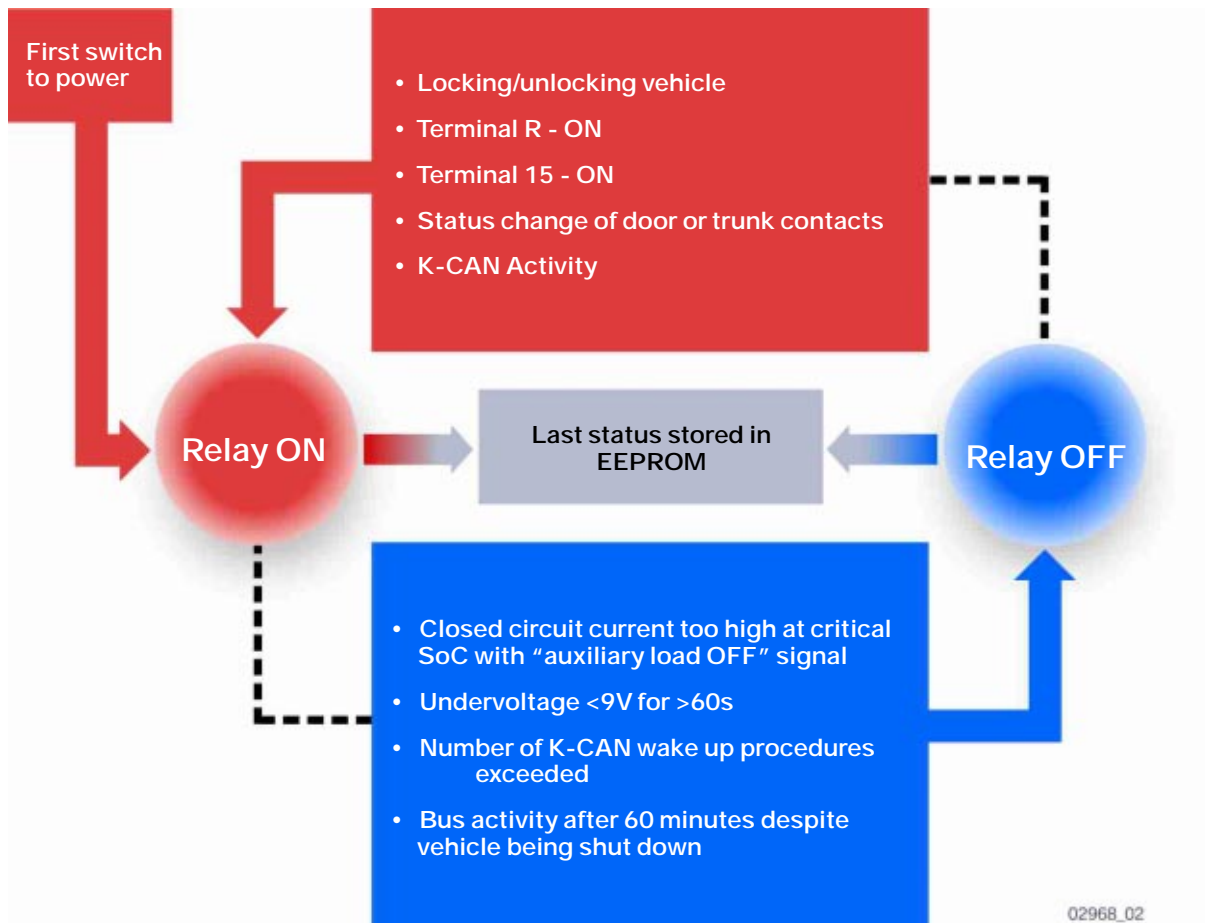 First switch
to power
• Locking/unlocking vehicle
• Terminal R - ON
• Terminal 15 - ON
• Status change of door or trunk contacts
• K-CAN Activity
Relay ON
Last status stored in
EEPROM
Relay OFF
• Closed circuit current too high at critical
SoC with “auxiliary load OFF” signal
• Undervoltage <9V for >60s
• Number of K-CAN wake up procedures
exceeded
• Bus activity after 60 minutes despite
vehicle being shut down
02968_02